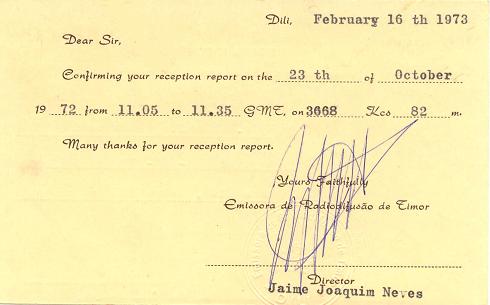 Dili, February 16 th 1973
Dear Sir,
Confirming your reception report on the 23 th of October
19 72 from 11.05 to 11.35 GMT, on 3668 Kcs 82 m.
Many thanks for your reception report.
Yours Faithfully
Emissora de Radiodifusão de Timor
Director
Jaime Joaquim Neves